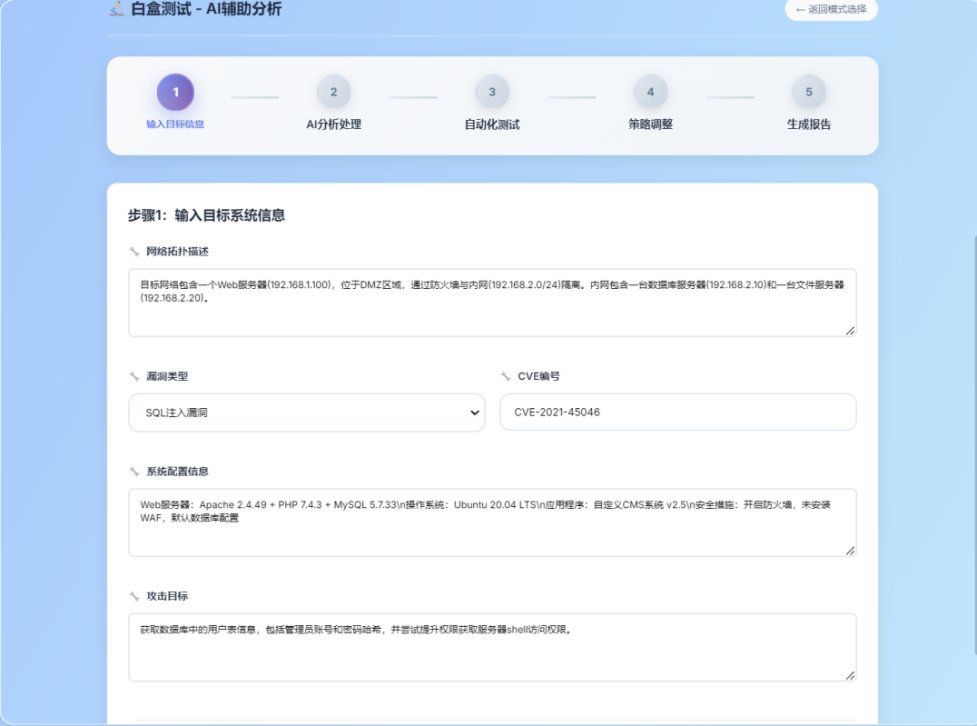 白盒测试 - AI辅助分析
← 返回模式选择
1
2
3
4
5
输入目标信息
AI分析处理
自动化测试
策略调整
生成报告
步骤1：输入目标系统信息
网络拓扑描述
目标网络包含一个Web服务器(192.168.1.100)，位于DMZ区域，通过防火墙与内网(192.168.2.0/24)隔离。内网包含一台数据库服务器(192.168.2.10)和一台文件服务器
(192.168.2.20)。
漏洞类型
CVE编号
SQL注入漏洞
CVE-2021-45046
系统配置信息
Web服务器：Apache 2.4.49 + PHP 7.4.3 + MySQL 5.7.33\n操作系统：Ubuntu 20.04 LTS\n应用程序：自定义CMS系统 v2.5\n安全措施：开启防火墙，未安装
WAF，默认数据库配置
攻击目标
获取数据库中的用户表信息，包括管理员账号和密码哈希，并尝试提升权限获取服务器shell访问权限。